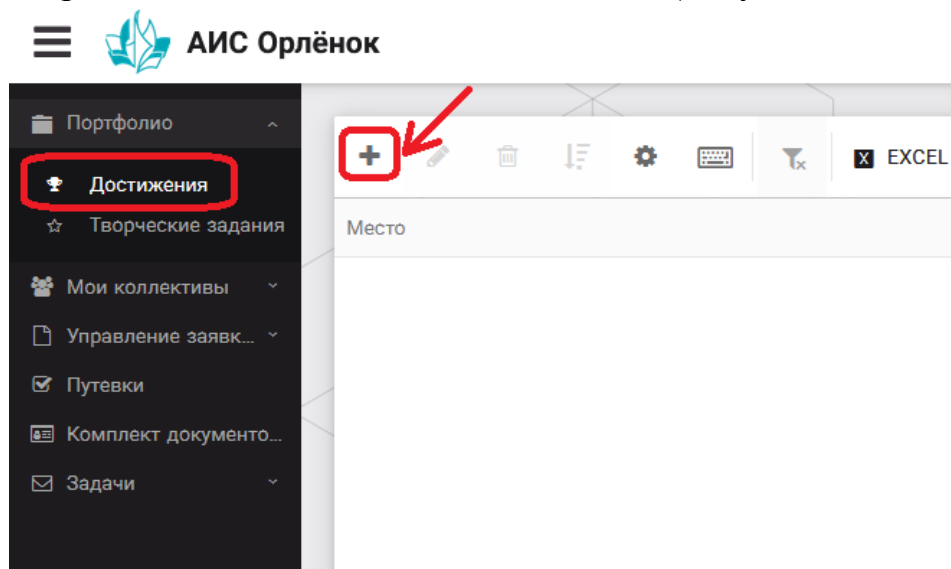 АИС Орлёнок
Портфолио
Достижения
Творческие задания
Мои коллективы
Управление заявк...
Путевки
Комплект документо...
Задачи
X EXCEL
Место